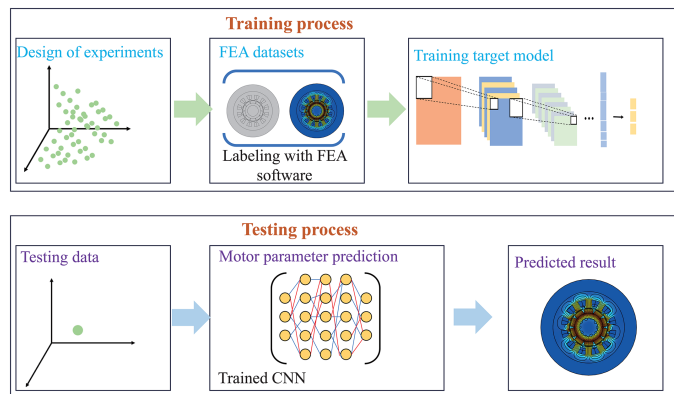 Training process
Design of experiments
FEA datasets
Training target model
Labeling with FEA
software
Testing process
Testing data
Motor parameter prediction
Predicted result
Trained CNN